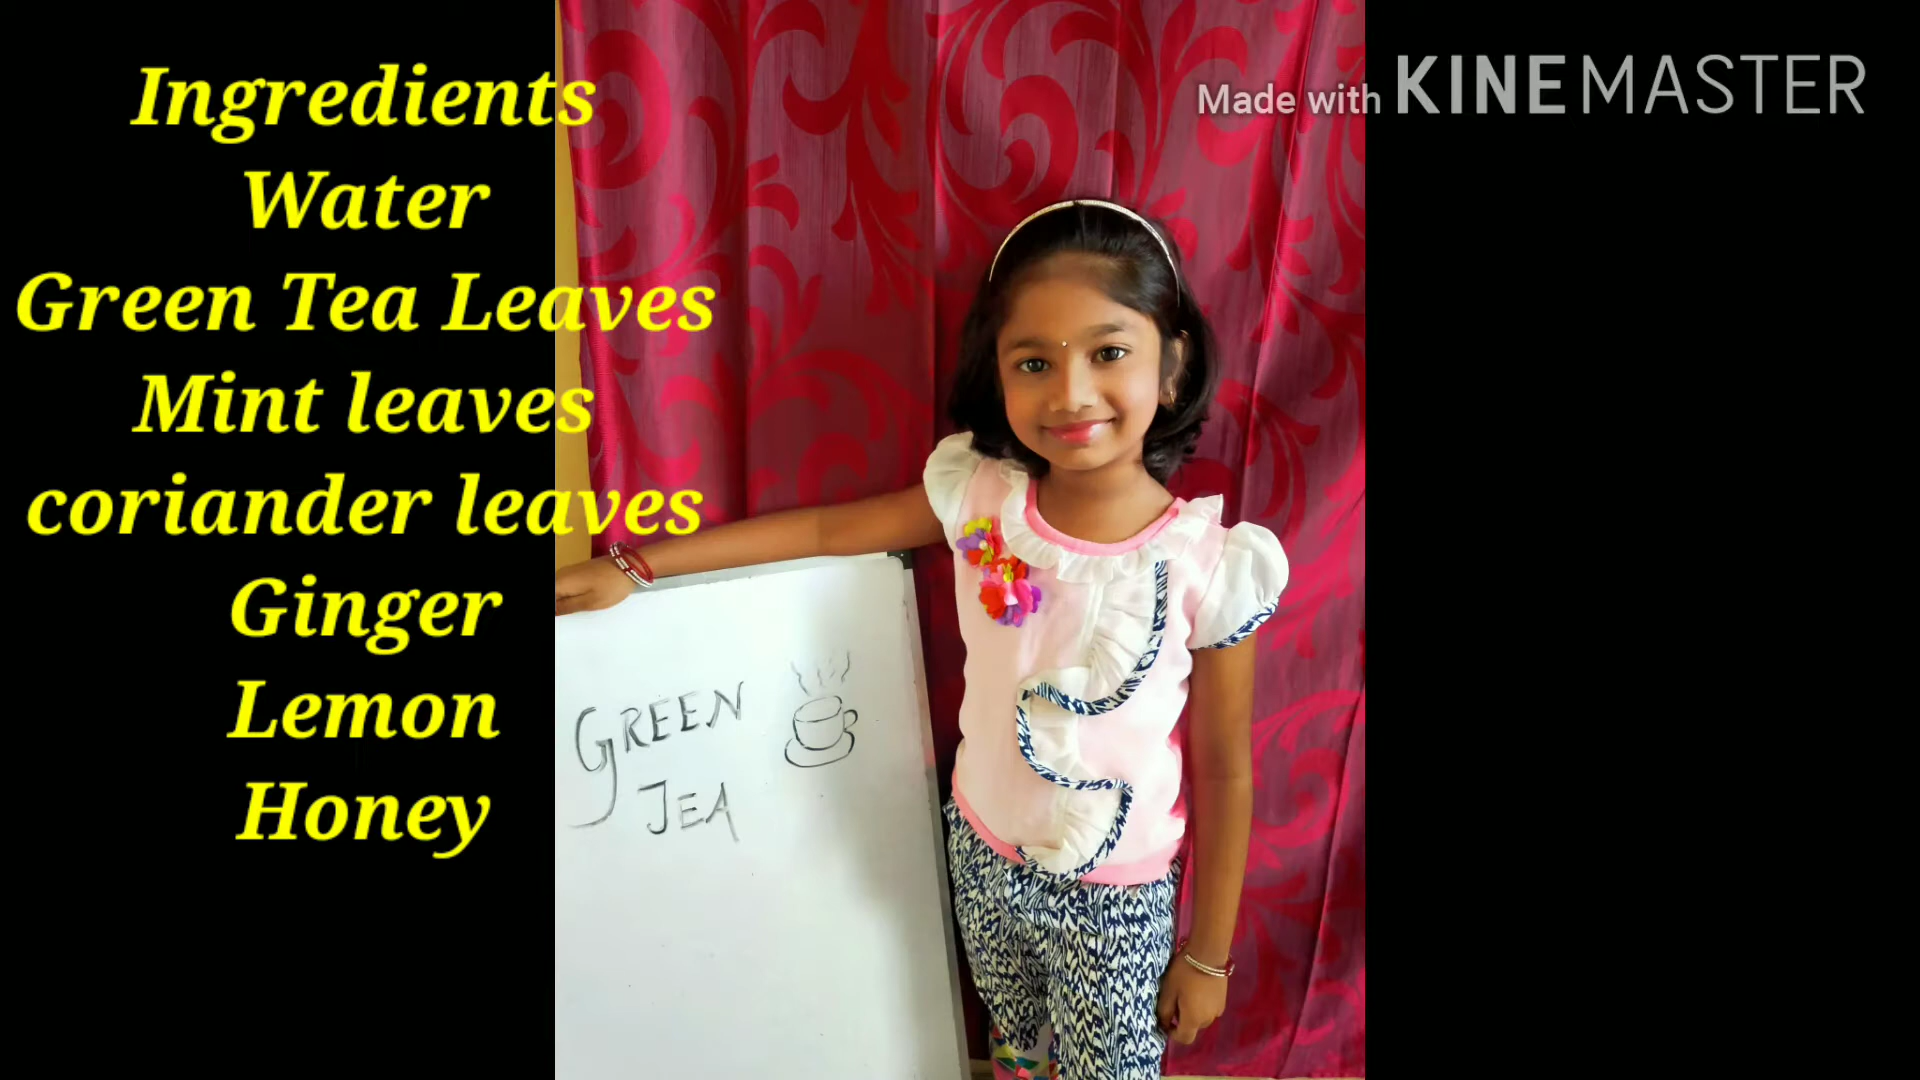 Ingredients
Water
Green Tea Leaves
Mint leaves
coriander leaves
Ginger
Lemon
Honey
Made with KINEMASTER
GREEN
TEA